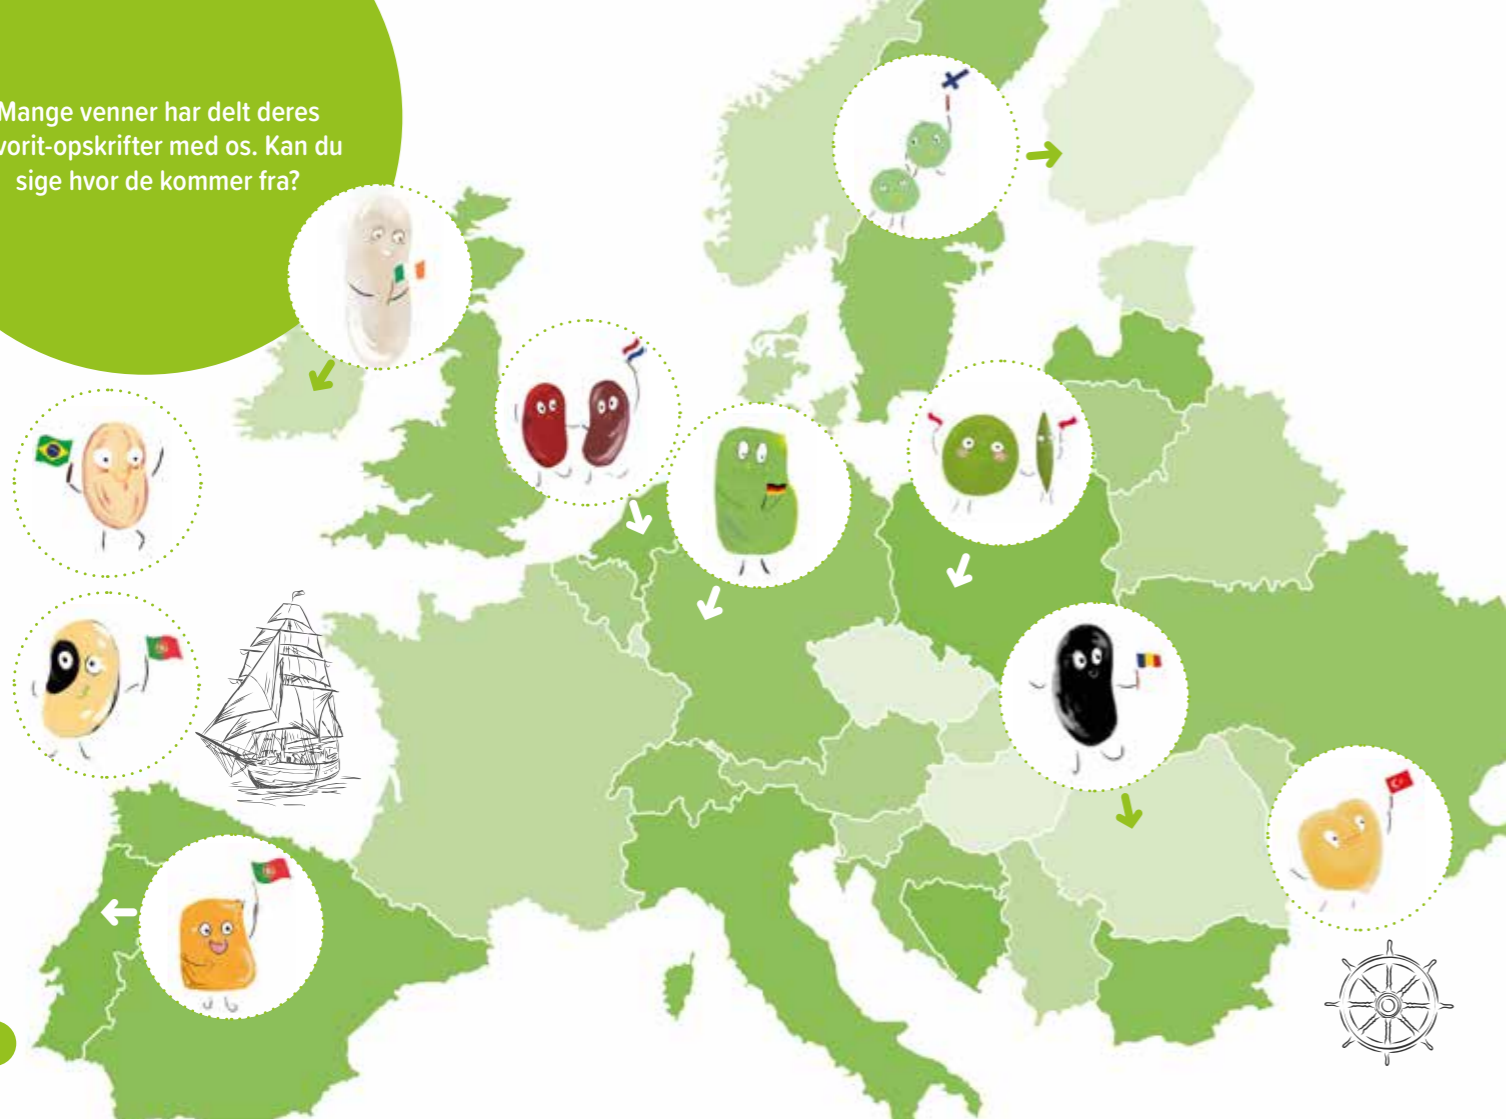 Mange venner har delt deres
vorit-opskrifter med os. Kan du
sige hvor de kommer fra?